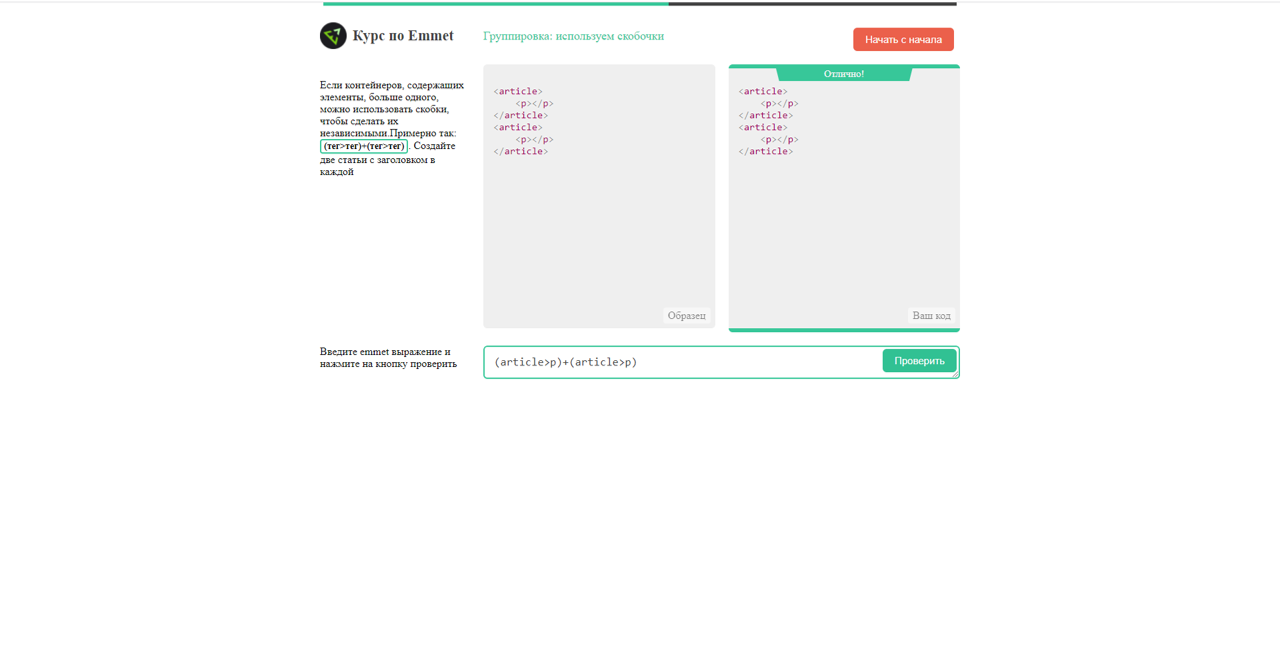 Курс по Emmet
Группировка: используем скобочки
Начать с начала
Если контейнеров, содержащих
элементы, больше одного,
можно использовать скобки,
чтобы сделать их
независимыми.Примерно так:
(тег>тег)+(тег>тег). Создайте
две статьи с заголовком в
каждой
<article>
    <p></p>
</article>
<article>
    <p></p>
</article>
Образец
Отлично!
<article>
    <p></p>
</article>
<article>
    <p></p>
</article>
Ваш код
Введите emmet выражение и
нажмите на кнопку проверить
(article>p)+(article>p)
Проверить